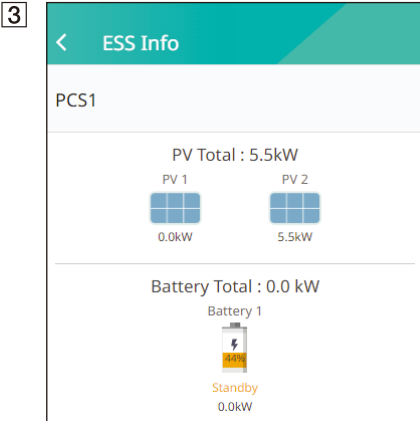 3
ESS Info
PCS1
PV Total : 5.5kW
PV 1 PV 2
0.0kW 5.5kW
Battery Total : 0.0 kW
Battery 1
44%
Standby
0.0kW